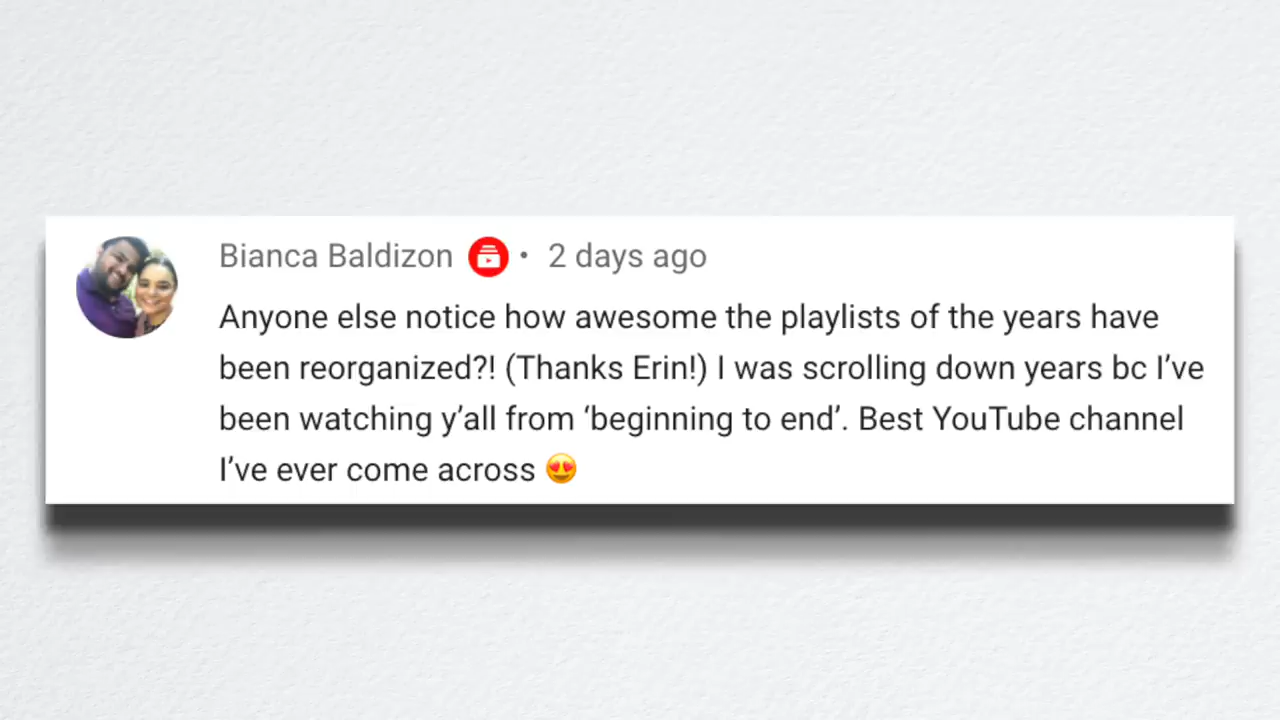 Bianca Baldizon • 2 days ago
Anyone else notice how awesome the playlists of the years have
been reorganized?! (Thanks Erin!) I was scrolling down years bc I’ve
been watching y’all from ‘beginning to end’. Best YouTube channel
I’ve ever come across 😍